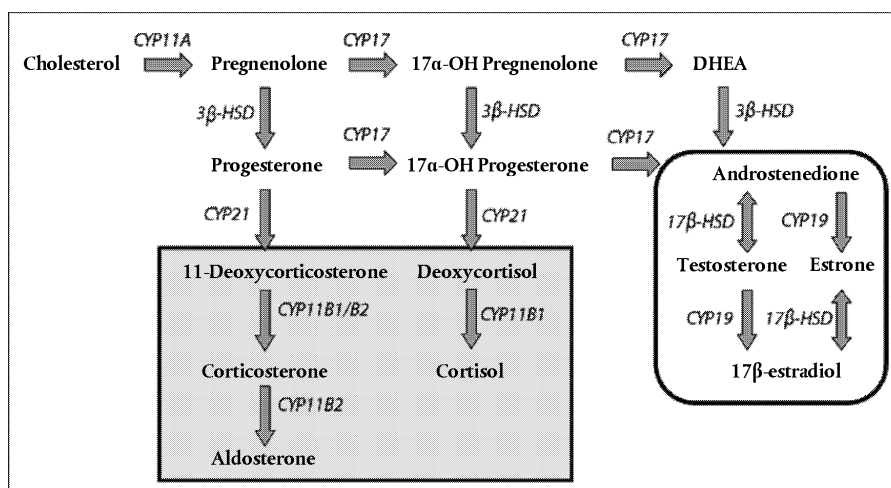 CYP11A CYP17 CYP17
Cholesterol Pregnenolone 17α-OH Pregnenolone DHEA
3β-HSD 3β-HSD 3β-HSD
CYP17 CYP17
Progesterone 17α-OH Progesterone Androstenedione
CYP21 CYP21 17β-HSD CYP19
11-Deoxycorticosterone Deoxycortisol Testosterone Estrone
CYP11B1/B2 CYP11B1 CYP19 17β-HSD
Corticosterone Cortisol 17β-estradiol
CYP11B2
Aldosterone